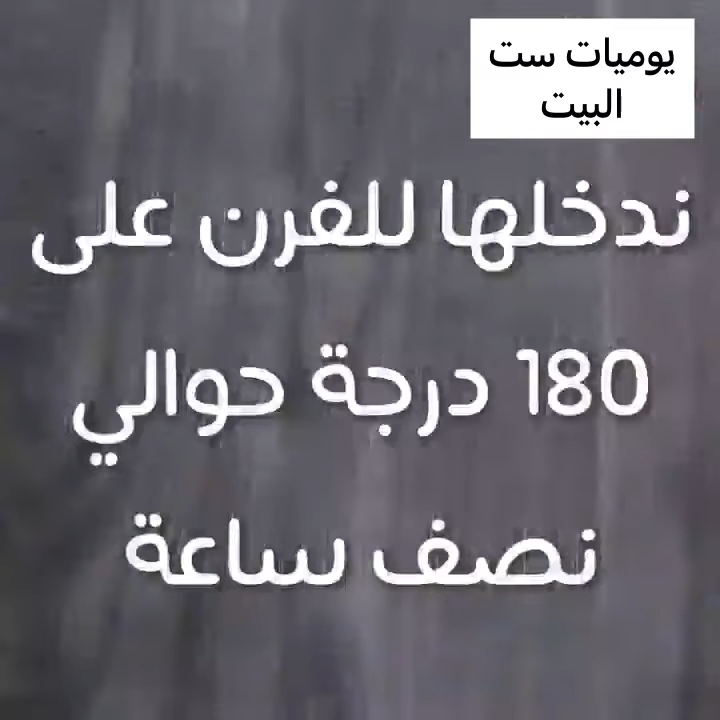 يوميات ست
البيت
ندخلها للفرن على
180 درجة حوالي
نصف ساعة